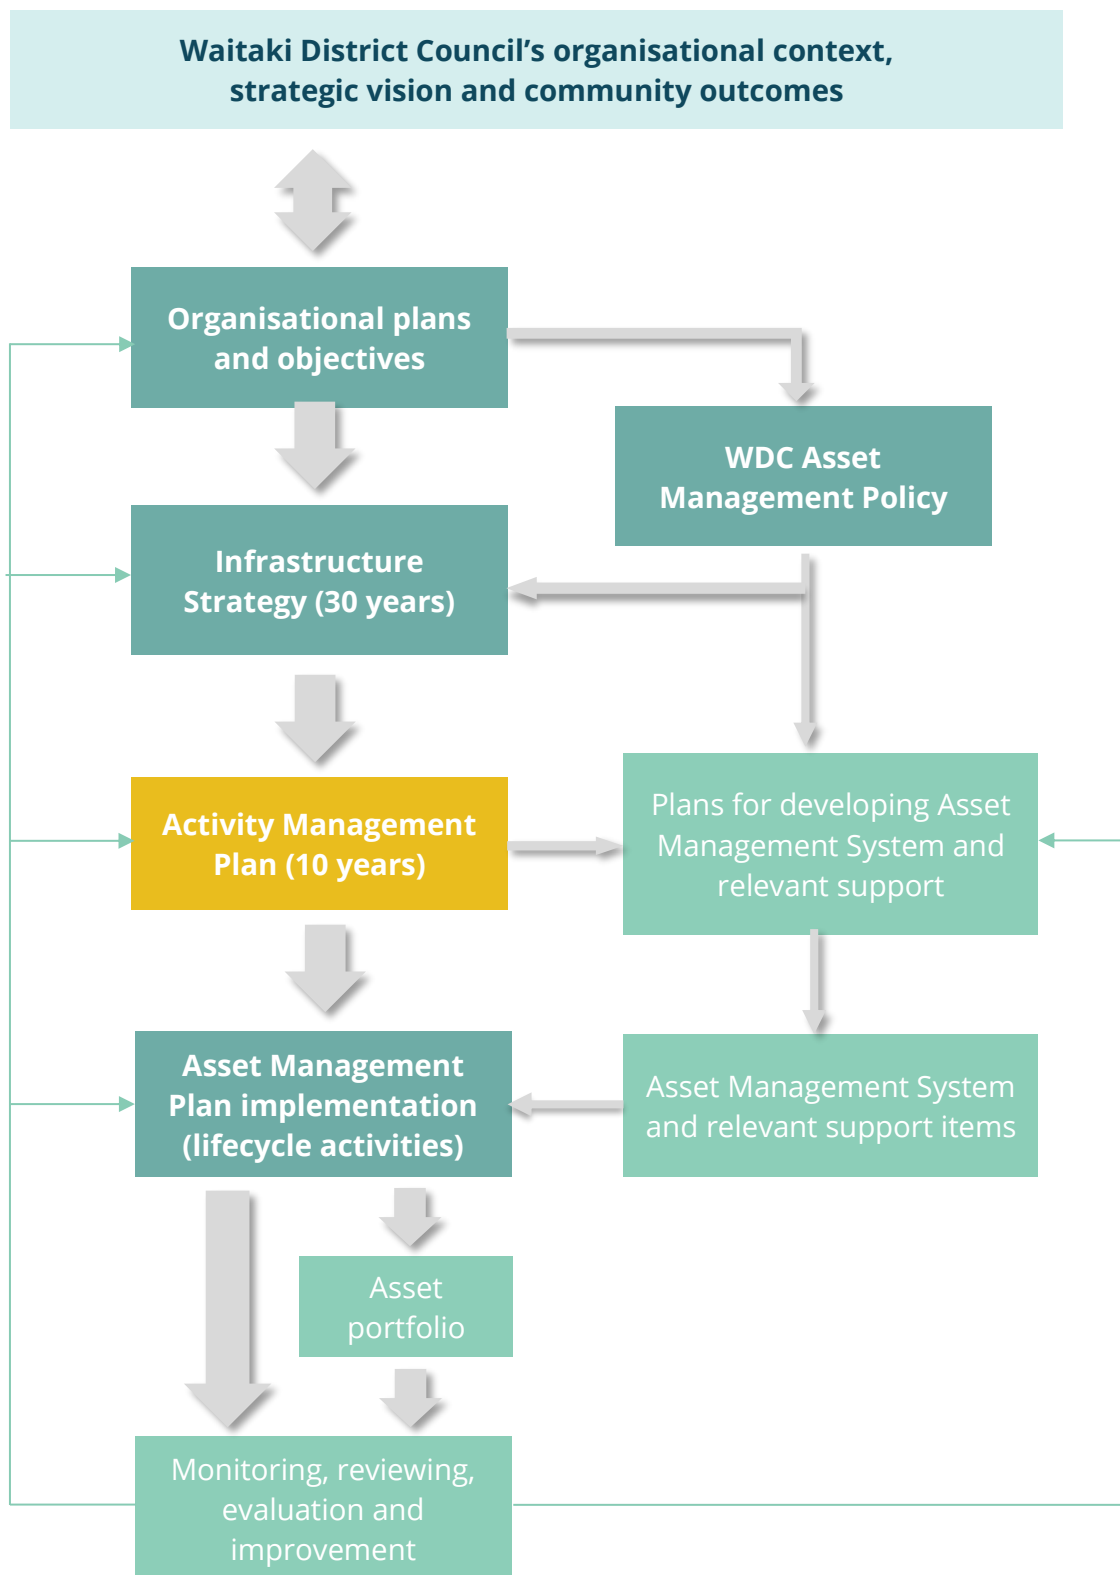 Waitaki District Council’s organisational context,
strategic vision and community outcomes
Organisational plans
and objectives
WDC Asset
Management Policy
Infrastructure
Strategy (30 years)
Activity Management
Plan (10 years)
Plans for developing Asset
Management System and
relevant support
Asset Management
Plan implementation
(lifecycle activities)
Asset Management System
and relevant support items
Asset
portfolio
Monitoring, reviewing,
evaluation and
improvement